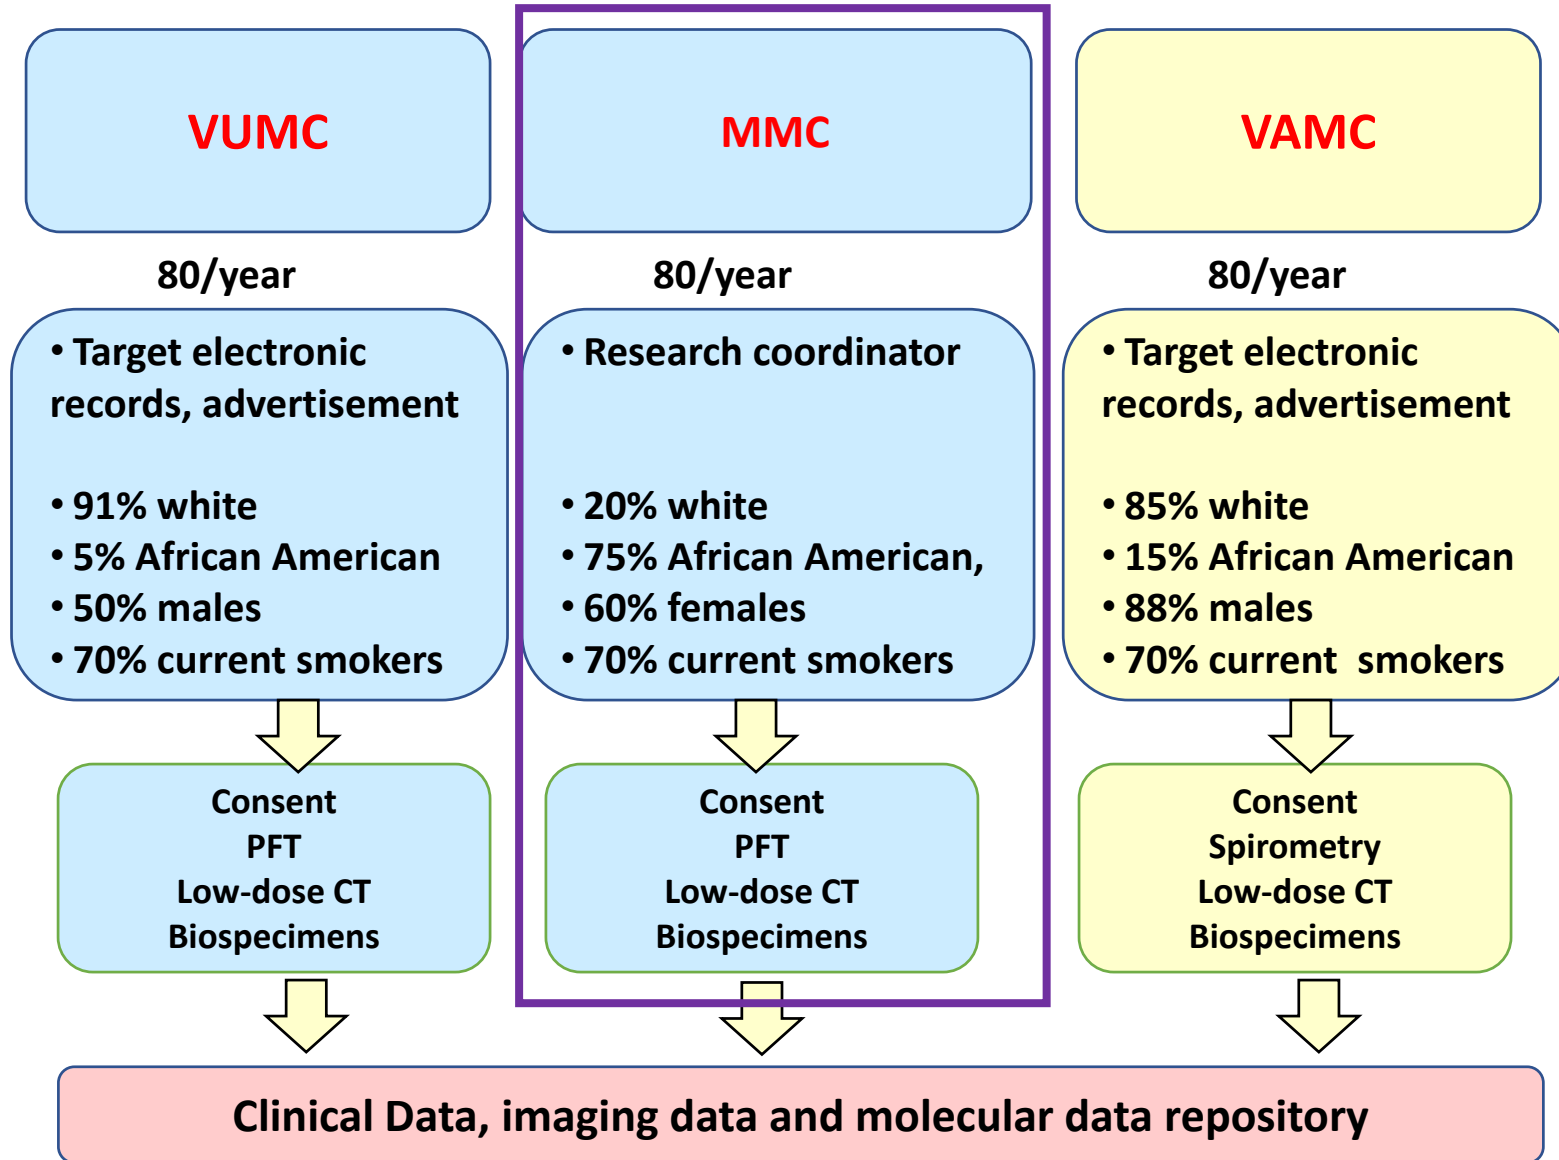 VUMC
80/year
• Target electronic
records, advertisement
• 91% white
• 5% African American
• 50% males
• 70% current smokers
Consent
PFT
Low-dose CT
Biospecimens
MMC
80/year
• Research coordinator
• 20% white
• 75% African American,
• 60% females
• 70% current smokers
Consent
PFT
Low-dose CT
Biospecimens
VAMC
80/year
• Target electronic
records, advertisement
• 85% white
• 15% African American
• 88% males
• 70% current  smokers
Consent
Spirometry
Low-dose CT
Biospecimens
Clinical Data, imaging data and molecular data repository